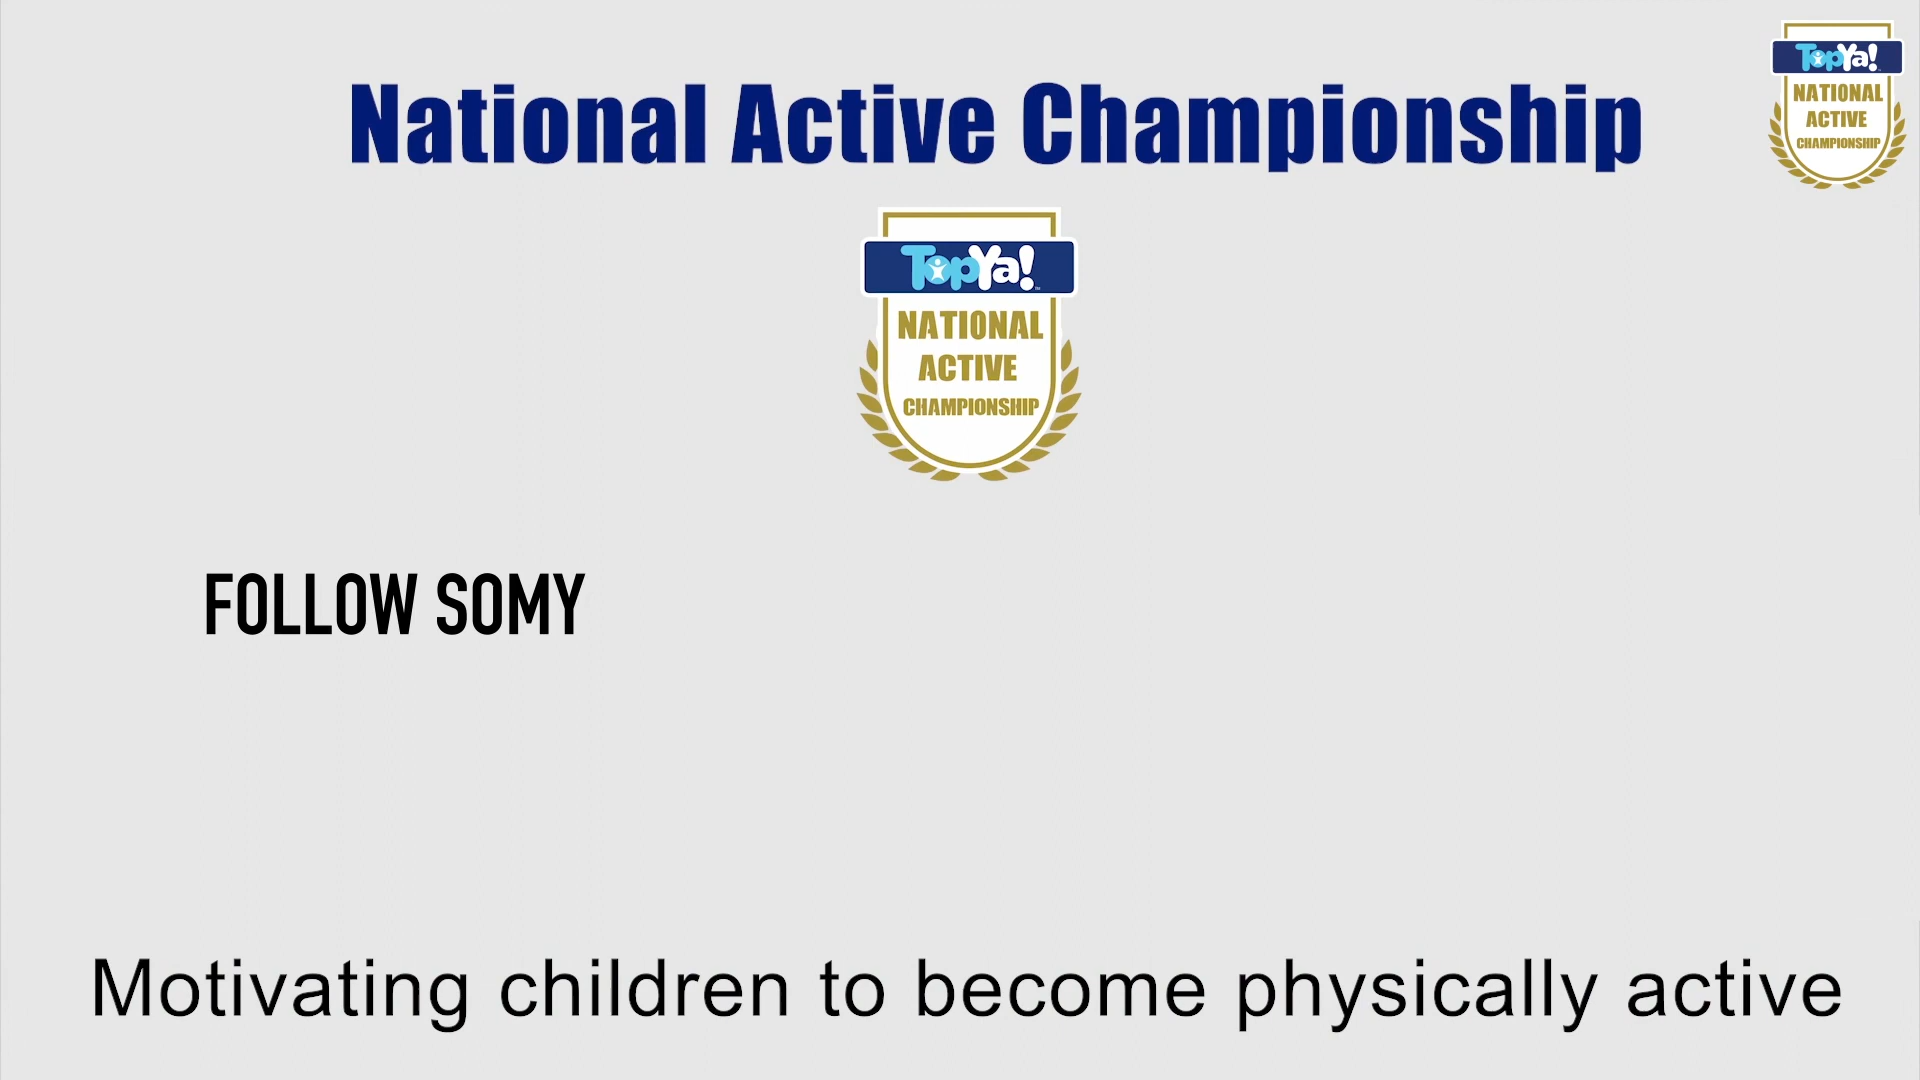 National Active Championship
TopYa!
NATIONAL
ACTIVE
CHAMPIONSHIP
TopYa!
NATIONAL
ACTIVE
CHAMPIONSHIP
FOLLOW SOMY
Motivating children to become physically active